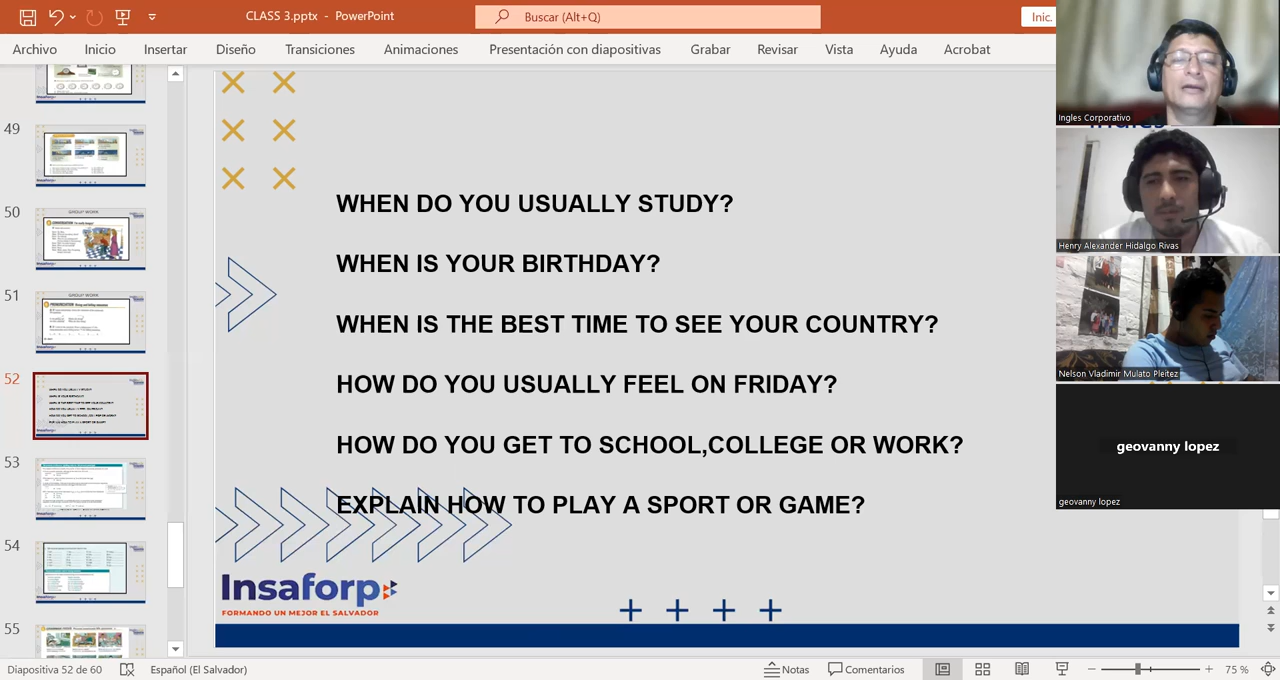 CLASS 3.pptx - PowerPoint
Buscar (Alt+Q)
Inic.
Archivo Inicio Insertar Diseño Transiciones Animaciones Presentación con diapositivas Grabar Revisar Vista Ayuda Acrobat
Ingles Corporativo
Henry Alexander Hidalgo Rivas
Nelson Vladimir Mulato Pleitez
geovanny lopez
geovanny lopez
49
50
GROUP WORK
51
GROUP WORK
52
53
54
55
WHEN DO YOU USUALLY STUDY?
WHEN IS YOUR BIRTHDAY?
WHEN IS THE BEST TIME TO SEE YOUR COUNTRY?
HOW DO YOU USUALLY FEEL ON FRIDAY?
HOW DO YOU GET TO SCHOOL,COLLEGE OR WORK?
EXPLAIN HOW TO PLAY A SPORT OR GAME?
Insaforp
FORMANDO UN MEJOR EL SALVADOR
Diapositiva 52 de 60 Español (El Salvador) Notas Comentarios 75 %